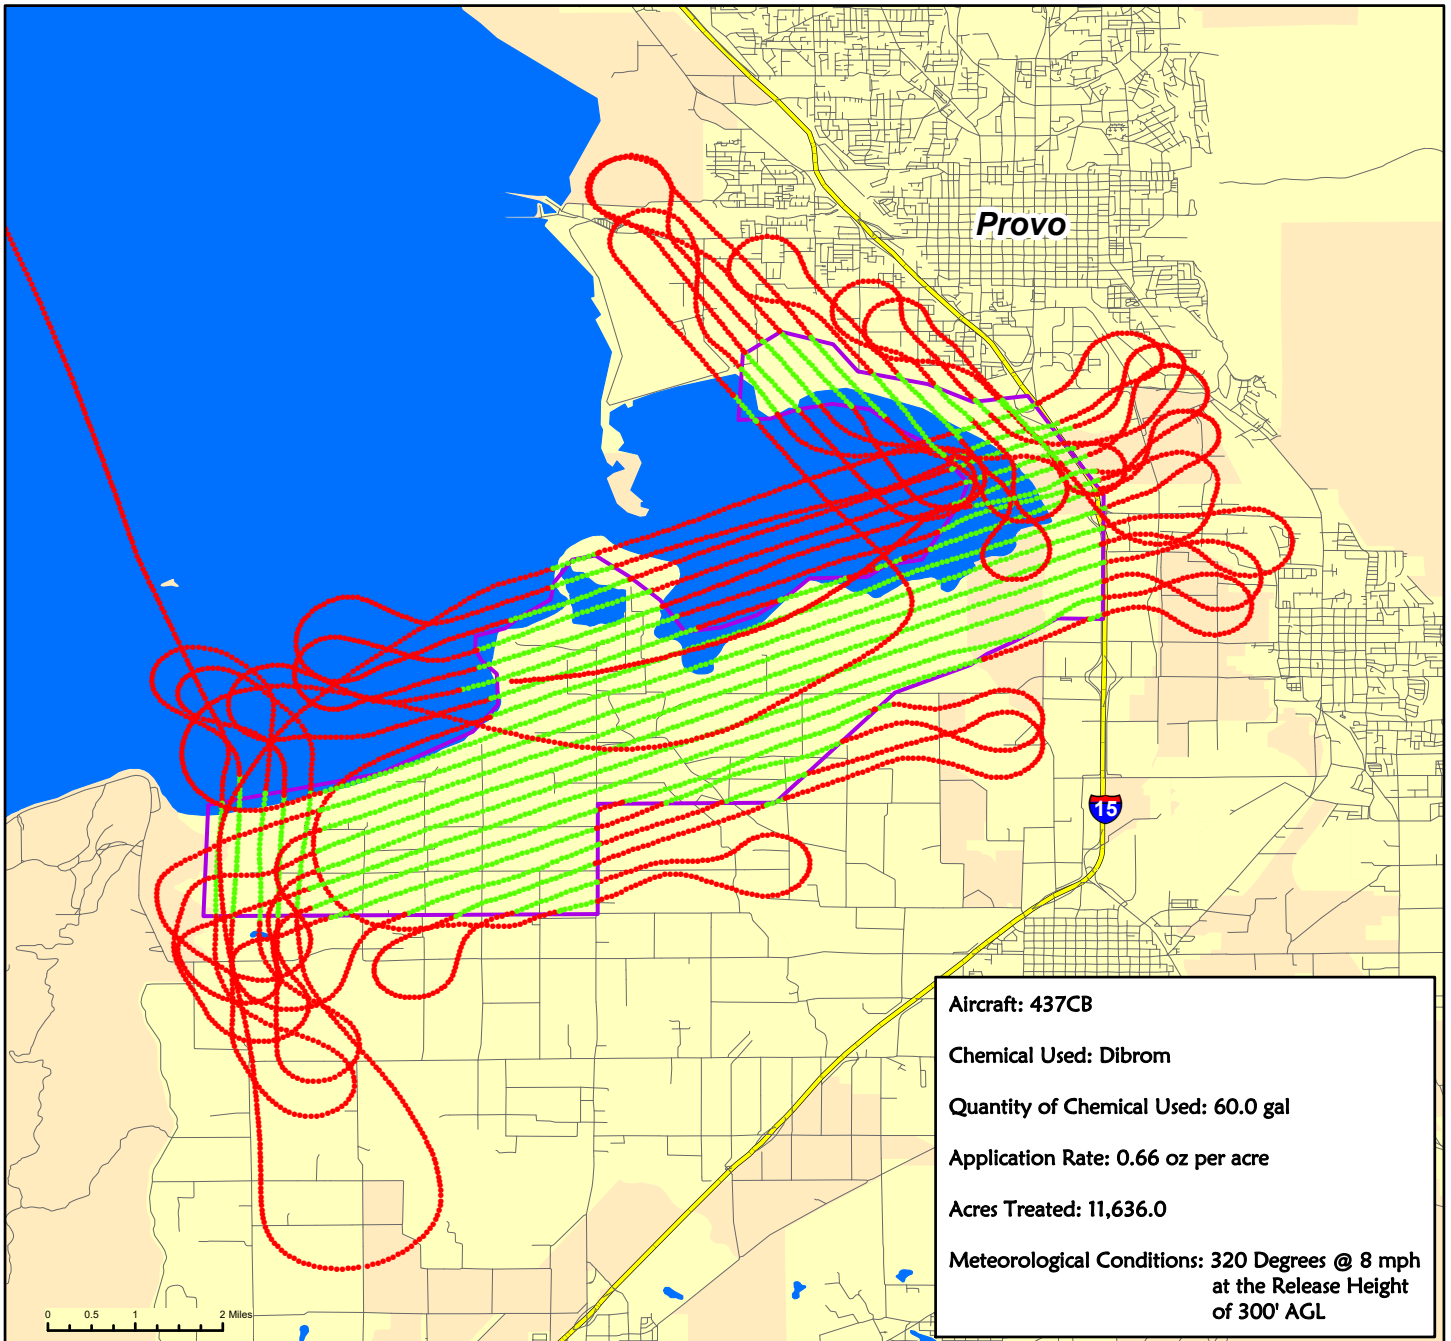 Provo
15
Aircraft: 437CB
Chemical Used: Dibrom
Quantity of Chemical Used: 60.0 gal
Application Rate: 0.66 oz per acre
Acres Treated: 11,636.0
Meteorological Conditions: 320 Degrees @ 8 mph
at the Release Height
of 300' AGL
0 0.5 1 2 Miles